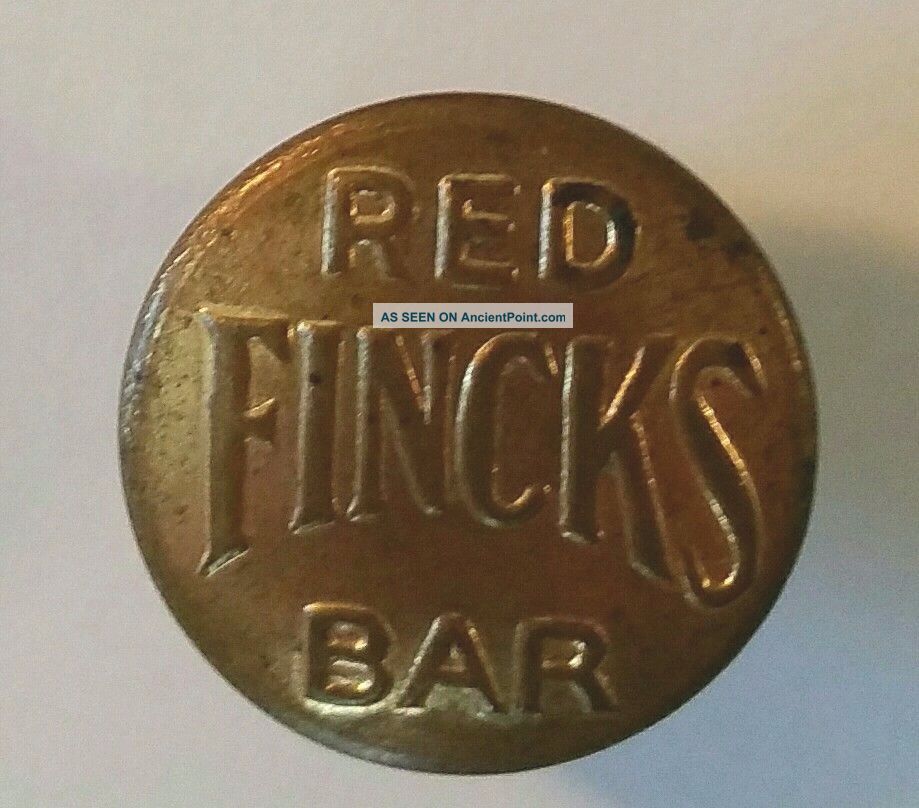 RED
AS SEEN ON AncientPoint.com
FINCKS
BAR